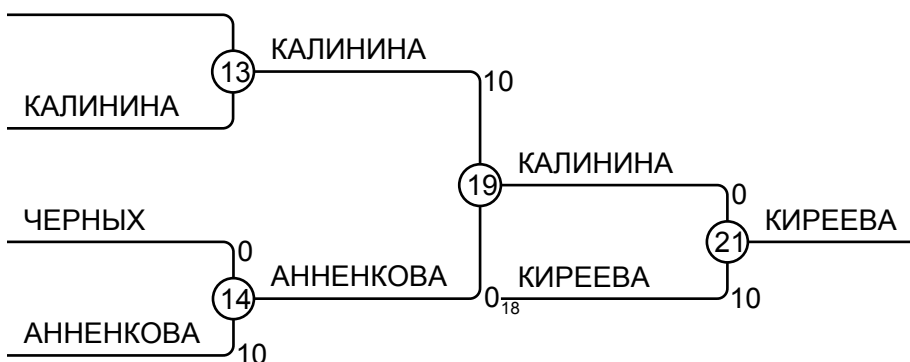 КАЛИНИНА
13
10
КАЛИНИНА
КАЛИНИНА
19
ЧЕРНЫХ
0
КИРЕЕВА
21
0
АННЕНКОВА
КИРЕЕВА
14
0
18
10
АННЕНКОВА
10